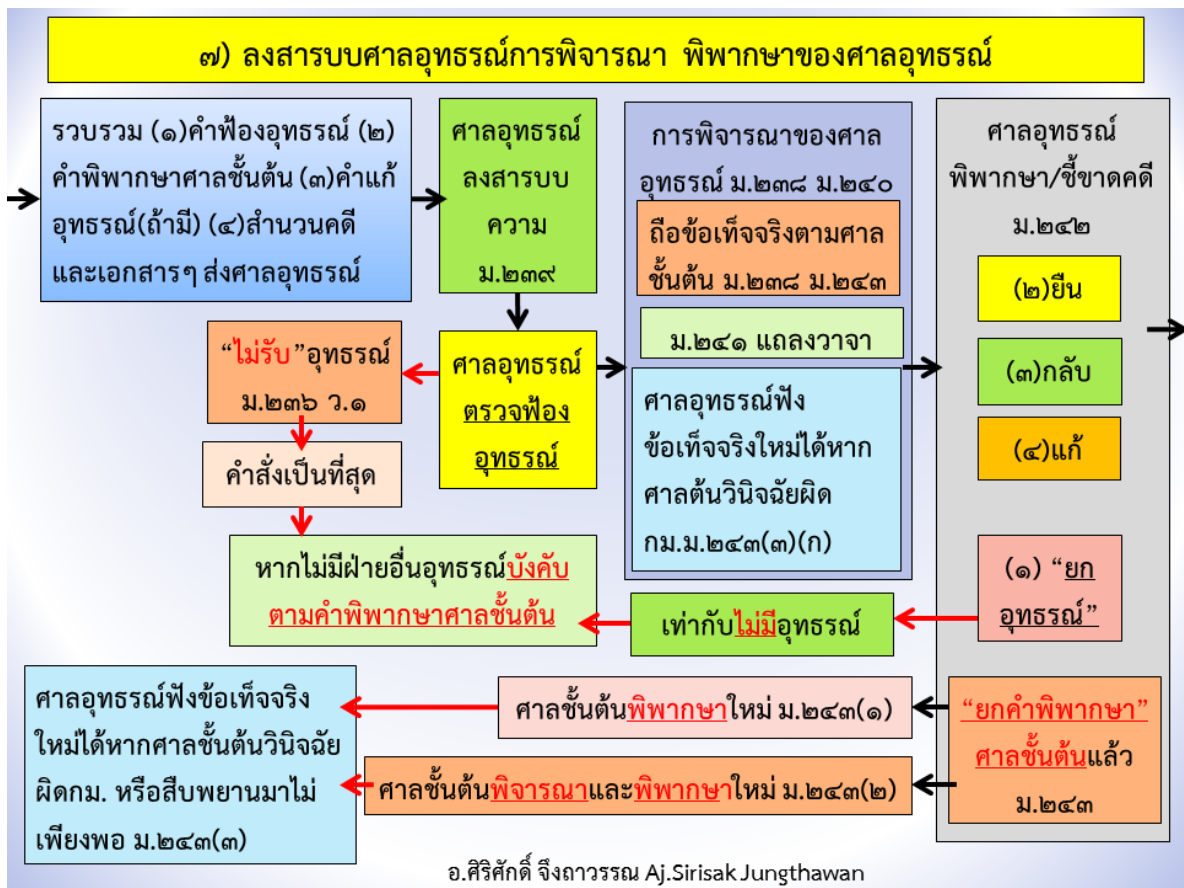 ๗) ลงสารบบศาลอุทธรณ์การพิจารณา พิพากษาของศาลอุทธรณ์
รวบรวม (๑)คำฟ้องอุทธรณ์ (๒)
คำพิพากษาศาลชั้นต้น (๓)คำแก้
อุทธรณ์(ถ้ามี) (๔)สำนวนคดี
และเอกสารๆ ส่งศาลอุทธรณ์
ศาลอุทธรณ์
ลงสารบบ
ความ
ม.๒๓๙
ศาลอุทธรณ์
ตรวจฟ้อง
อุทธรณ์
“ไม่รับ”อุทธรณ์
ม.๒๓๖ ว.๑
คำสั่งเป็นที่สุด
หากไม่มีฝ่ายอื่นอุทธรณ์บังคับ
ตามคำพิพากษาศาลชั้นต้น
การพิจารณาของศาล
อุทธรณ์ ม.๒๓๘ ม.๒๔๐
ถือข้อเท็จจริงตามศาล
ชั้นต้น ม.๒๓๘ ม.๒๔๓
ม.๒๔๑ แถลงวาจา
ศาลอุทธรณ์ฟัง
ข้อเท็จจริงใหม่ได้หาก
ศาลต้นวินิจฉัยผิด
กม.ม.๒๔๓(๓)(ก)
ศาลอุทธรณ์
พิพากษา/ชี้ขาดคดี
ม.๒๔๒
(๒)ยืน
(๓)กลับ
(๔)แก้
(๑) “ยก
อุทธรณ์”
เท่ากับไม่มีอุทธรณ์
“ยกคำพิพากษา”
ศาลชั้นต้นแล้ว
ม.๒๔๓
ศาลชั้นต้นพิพากษาใหม่ ม.๒๔๓(๑)
ศาลชั้นต้นพิจารณาและพิพากษาใหม่ ม.๒๔๓(๒)
ศาลอุทธรณ์ฟังข้อเท็จจริง
ใหม่ได้หากศาลชั้นต้นวินิจฉัย
ผิดกม. หรือสืบพยานมาไม่
เพียงพอ ม.๒๔๓(๓)
อ.ศิริศักดิ์ จึงถาวรรณ Aj.Sirisak Jungthawan